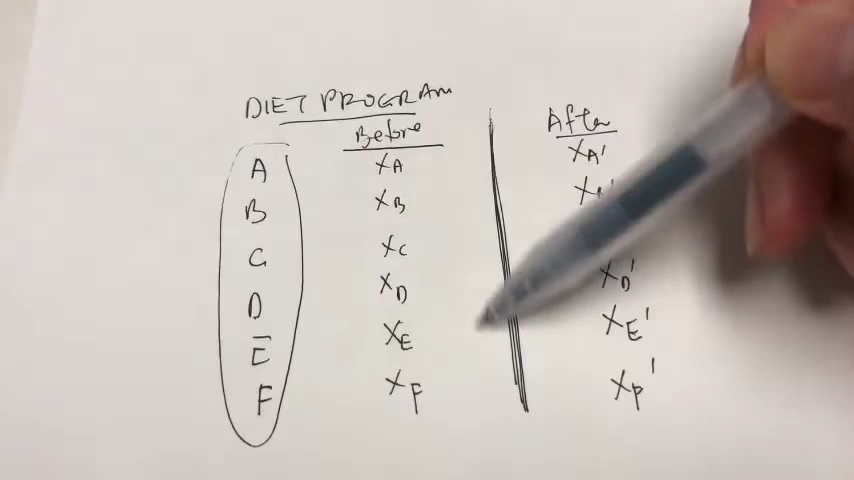 DIET PROGRAM
Before After
A XA XA'
B XB
C XC
D XD XD'
E XE XE'
F XF XF'